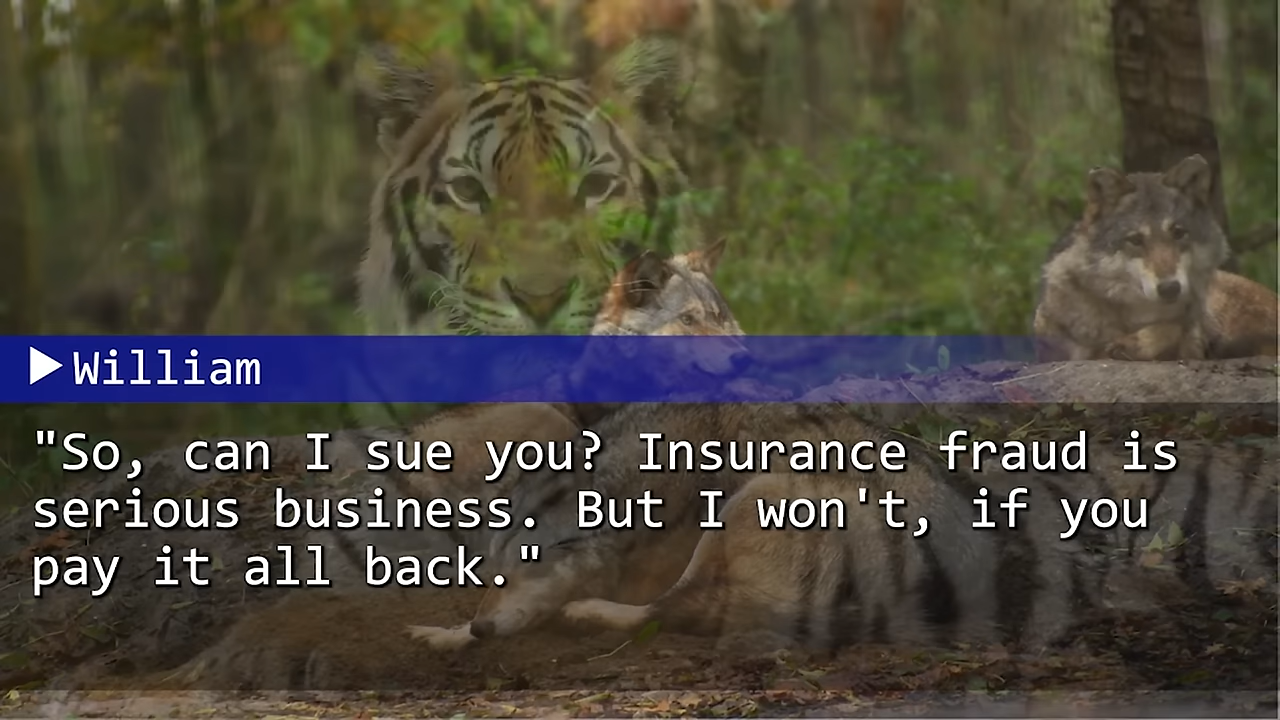 William
"So, can I sue you? Insurance fraud is
serious business. But I won't, if you
pay it all back."